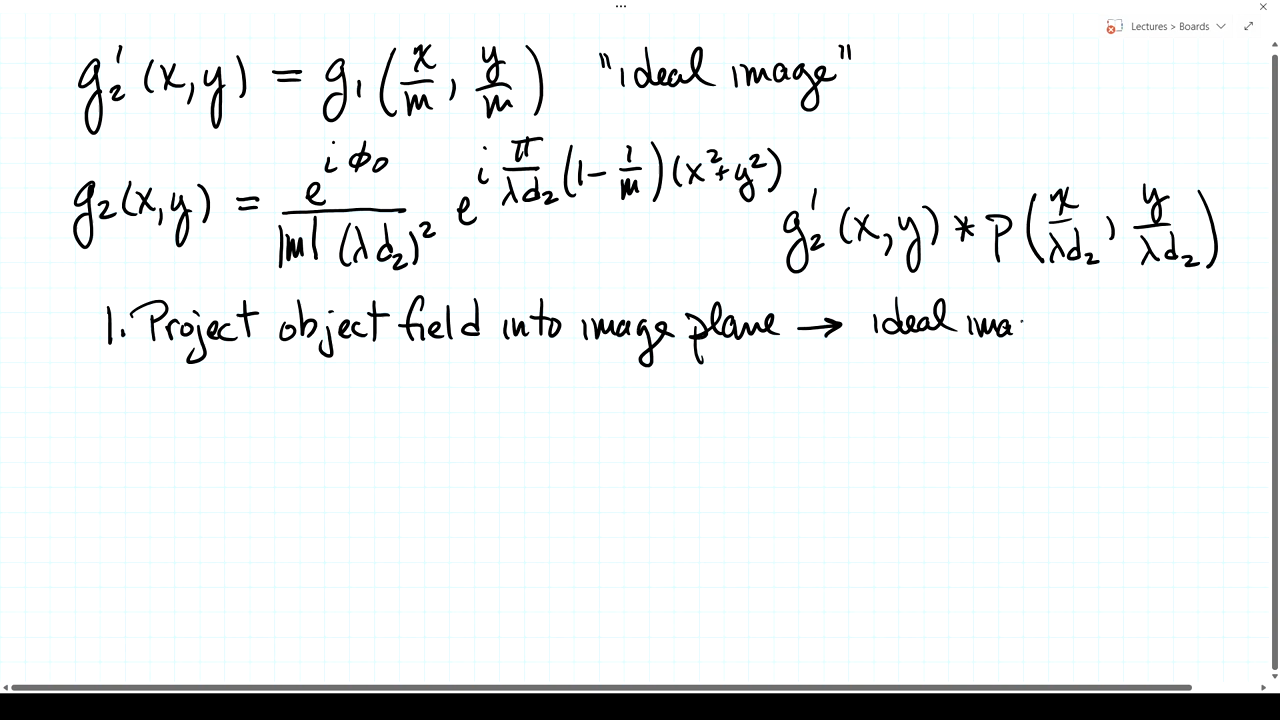 Lectures > Boards
g₂'(x,y) = g₁(x/m, y/m) "ideal image"
g₂(x,y) = e^{iϕ₀}/(|m| (λd₂)²) e^{i π/(λd₂) (1 - 1/m)(x²+y²)} g₂'(x,y) * P(x/(λd₂), y/(λd₂))
1. Project object field into image plane → ideal ima